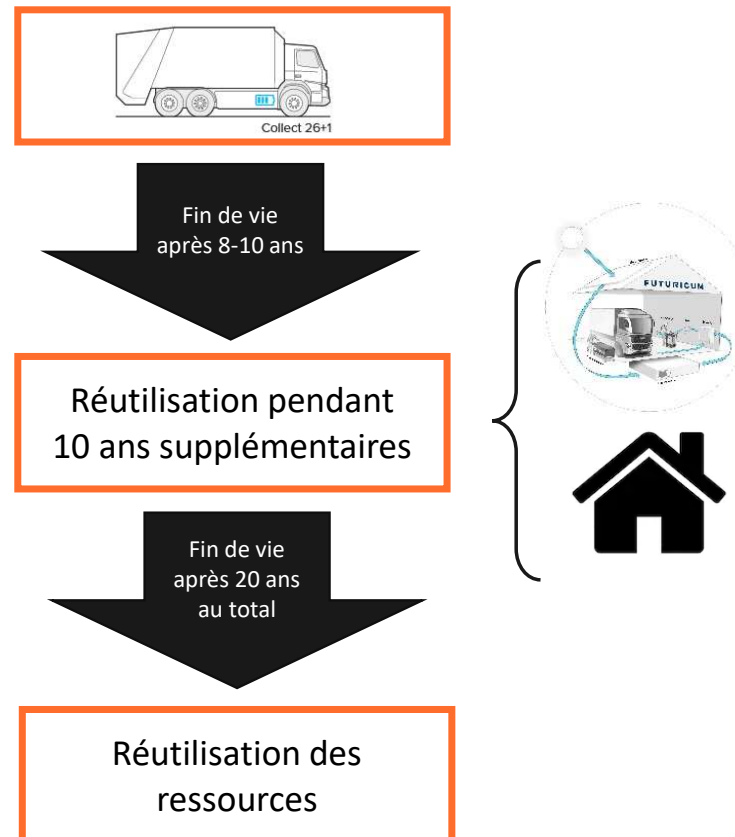 Collect 26+1
Fin de vie
après 8-10 ans
FUTURICUM
Réutilisation pendant
10 ans supplémentaires
Fin de vie
après 20 ans
au total
Réutilisation des
ressources